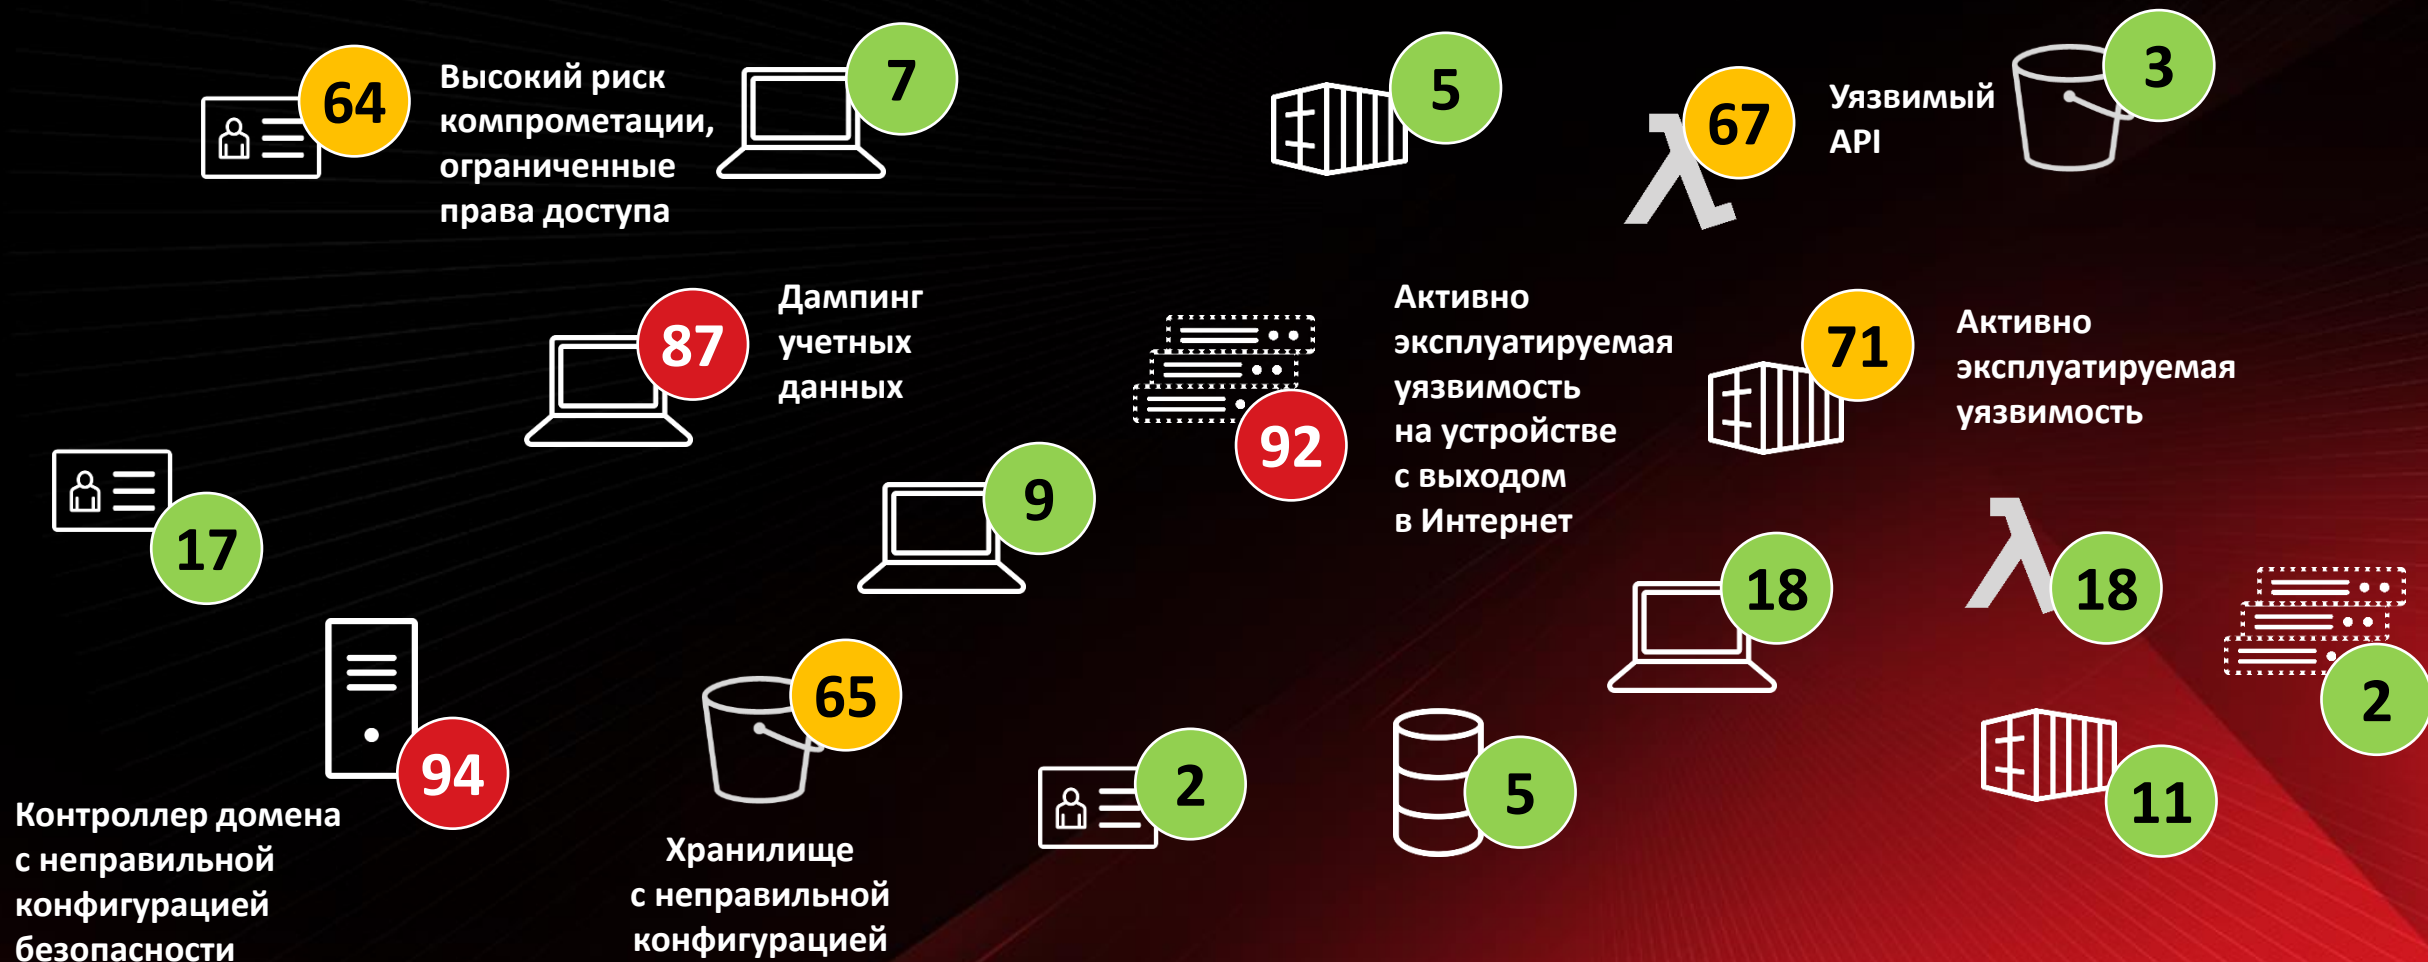 64
Высокий риск
компрометации,
ограниченные
права доступа
7
5
67
Уязвимый
API
3
87
Дампинг
учетных
данных
92
Активно
эксплуатируемая
уязвимость
на устройстве
с выходом
в Интернет
71
Активно
эксплуатируемая
уязвимость
17
9
18
18
2
94
Контроллер домена
с неправильной
конфигурацией
безопасности
65
Хранилище
с неправильной
конфигурацией
2
5
11